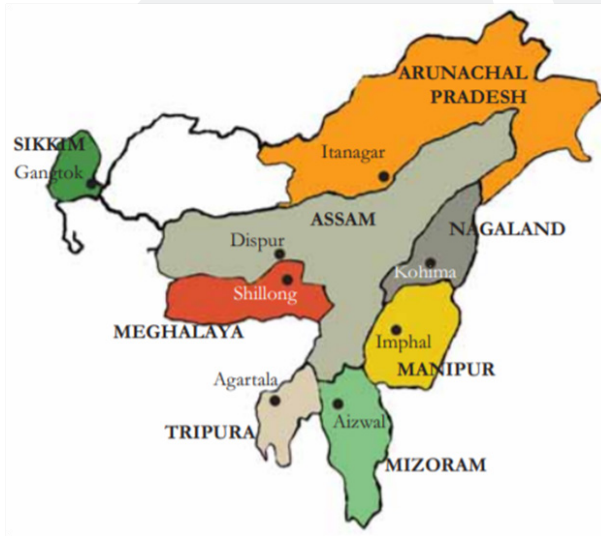 ARUNACHAL
PRADESH
SIKKIM
Gangtok
Itanagar
ASSAM
NAGALAND
Dispur
Kohima
Shillong
MEGHALAYA
Imphal
MANIPUR
Agartala
Aizwal
TRIPURA
MIZORAM